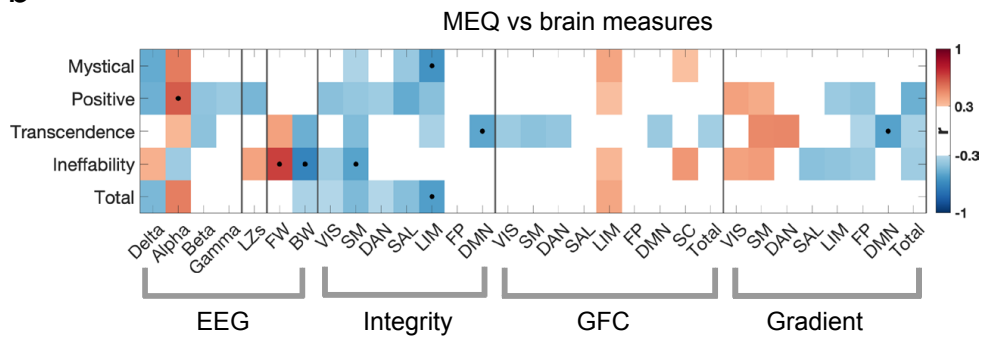 MEQ vs brain measures
Mystical
Positive
Transcendence
Ineffability
Total
1
0.3
r
-0.3
-1
Delta Alpha Beta Gamma LZs FW BW VIS SM DAN SAL LIM FP DMN VIS SM DAN SAL LIM FP DMN SC Total VIS SM DAN SAL LIM FP DMN Total
EEG Integrity GFC Gradient